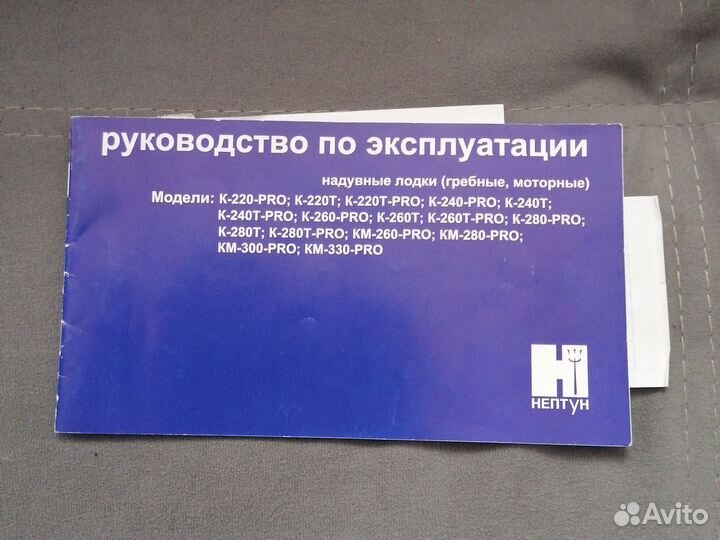 руководство по эксплуатации
надувные лодки (гребные, моторные)
Модели: К-220-PRO; К-220Т; К-220Т-PRO; К-240-PRO; К-240Т;
К-240Т-PRO; К-260-PRO; К-260Т; К-260Т-PRO; К-280-PRO;
К-280Т; К-280Т-PRO; КМ-260-PRO; КМ-280-PRO;
КМ-300-PRO; КМ-330-PRO
НЕПТУН
Avito